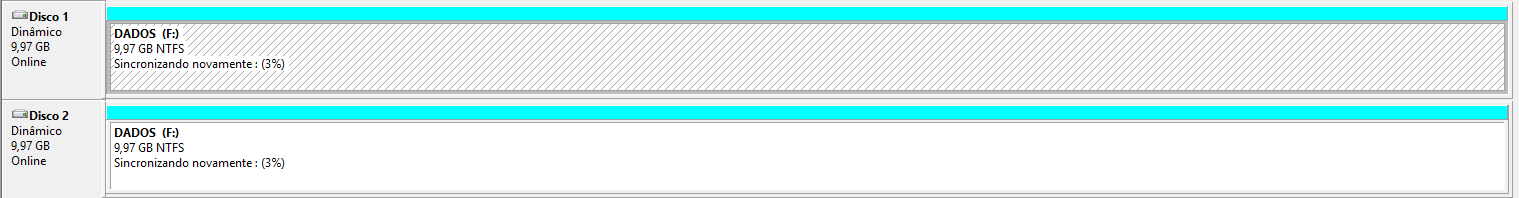 Disco 1
Dinâmico
9,97 GB
Online
DADOS (F:)
9,97 GB NTFS
Sincronizando novamente : (3%)
Disco 2
Dinâmico
9,97 GB
Online
DADOS (F:)
9,97 GB NTFS
Sincronizando novamente : (3%)